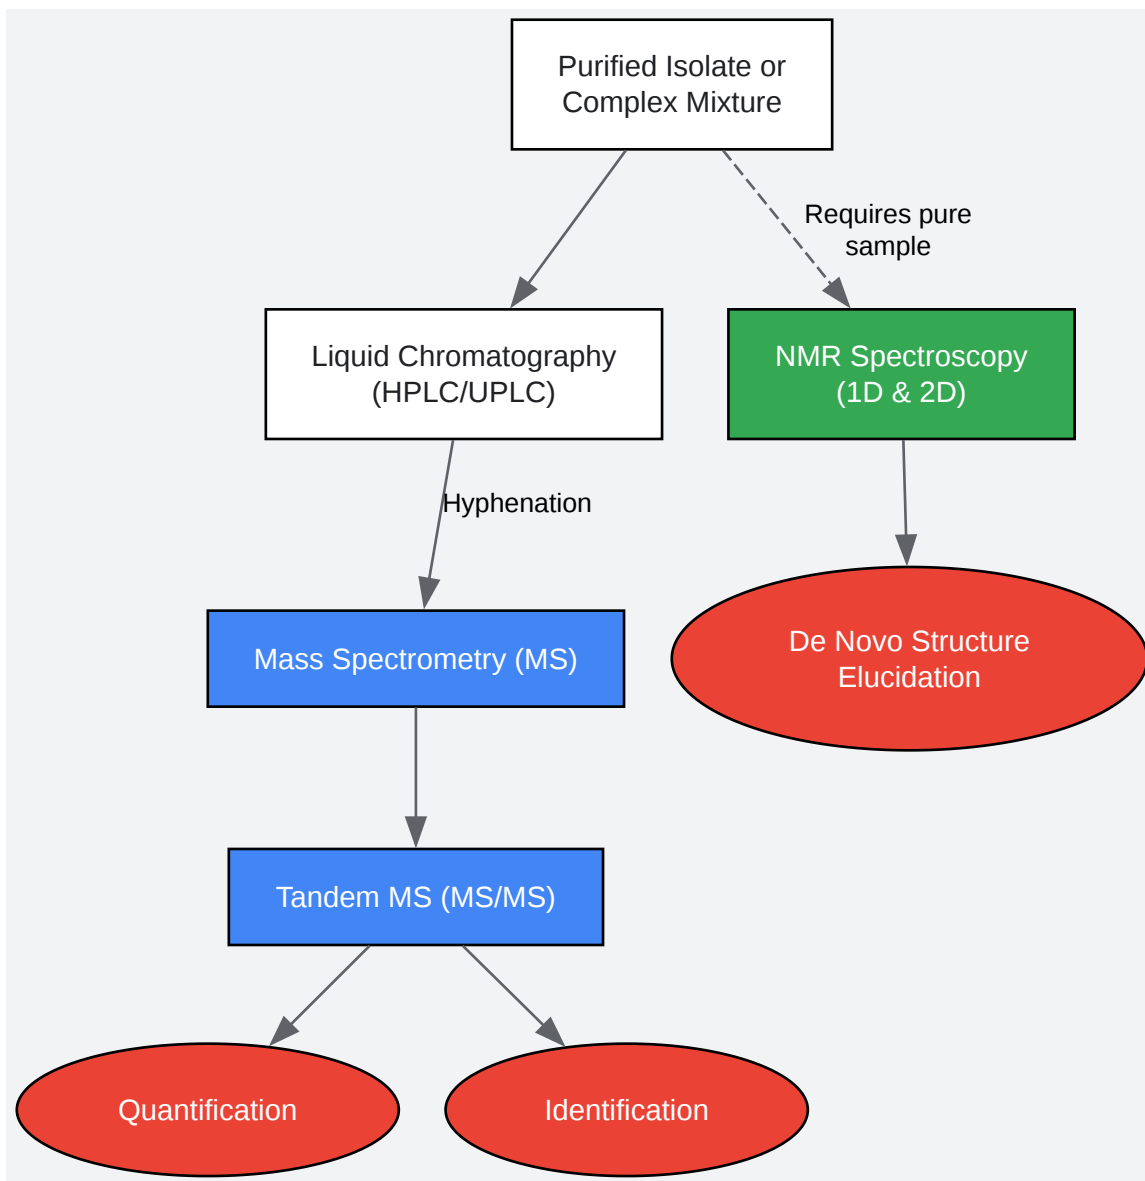 Purified Isolate or
Complex Mixture
Requires pure
sample
Liquid Chromatography
(HPLC/UPLC)
NMR Spectroscopy
(1D & 2D)
Hyphenation
Mass Spectrometry (MS)
De Novo Structure
Elucidation
Tandem MS (MS/MS)
Quantification
Identification